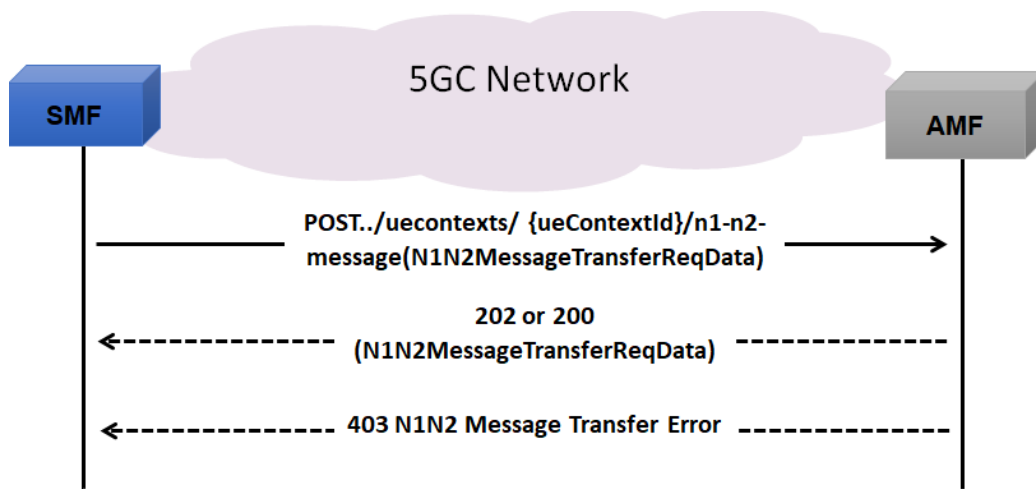 5GC Network
SMF
AMF
POST../uecontexts/ {ueContextId}/n1-n2-
message(N1N2MessageTransferReqData)
202 or 200
(N1N2MessageTransferReqData)
403 N1N2 Message Transfer Error